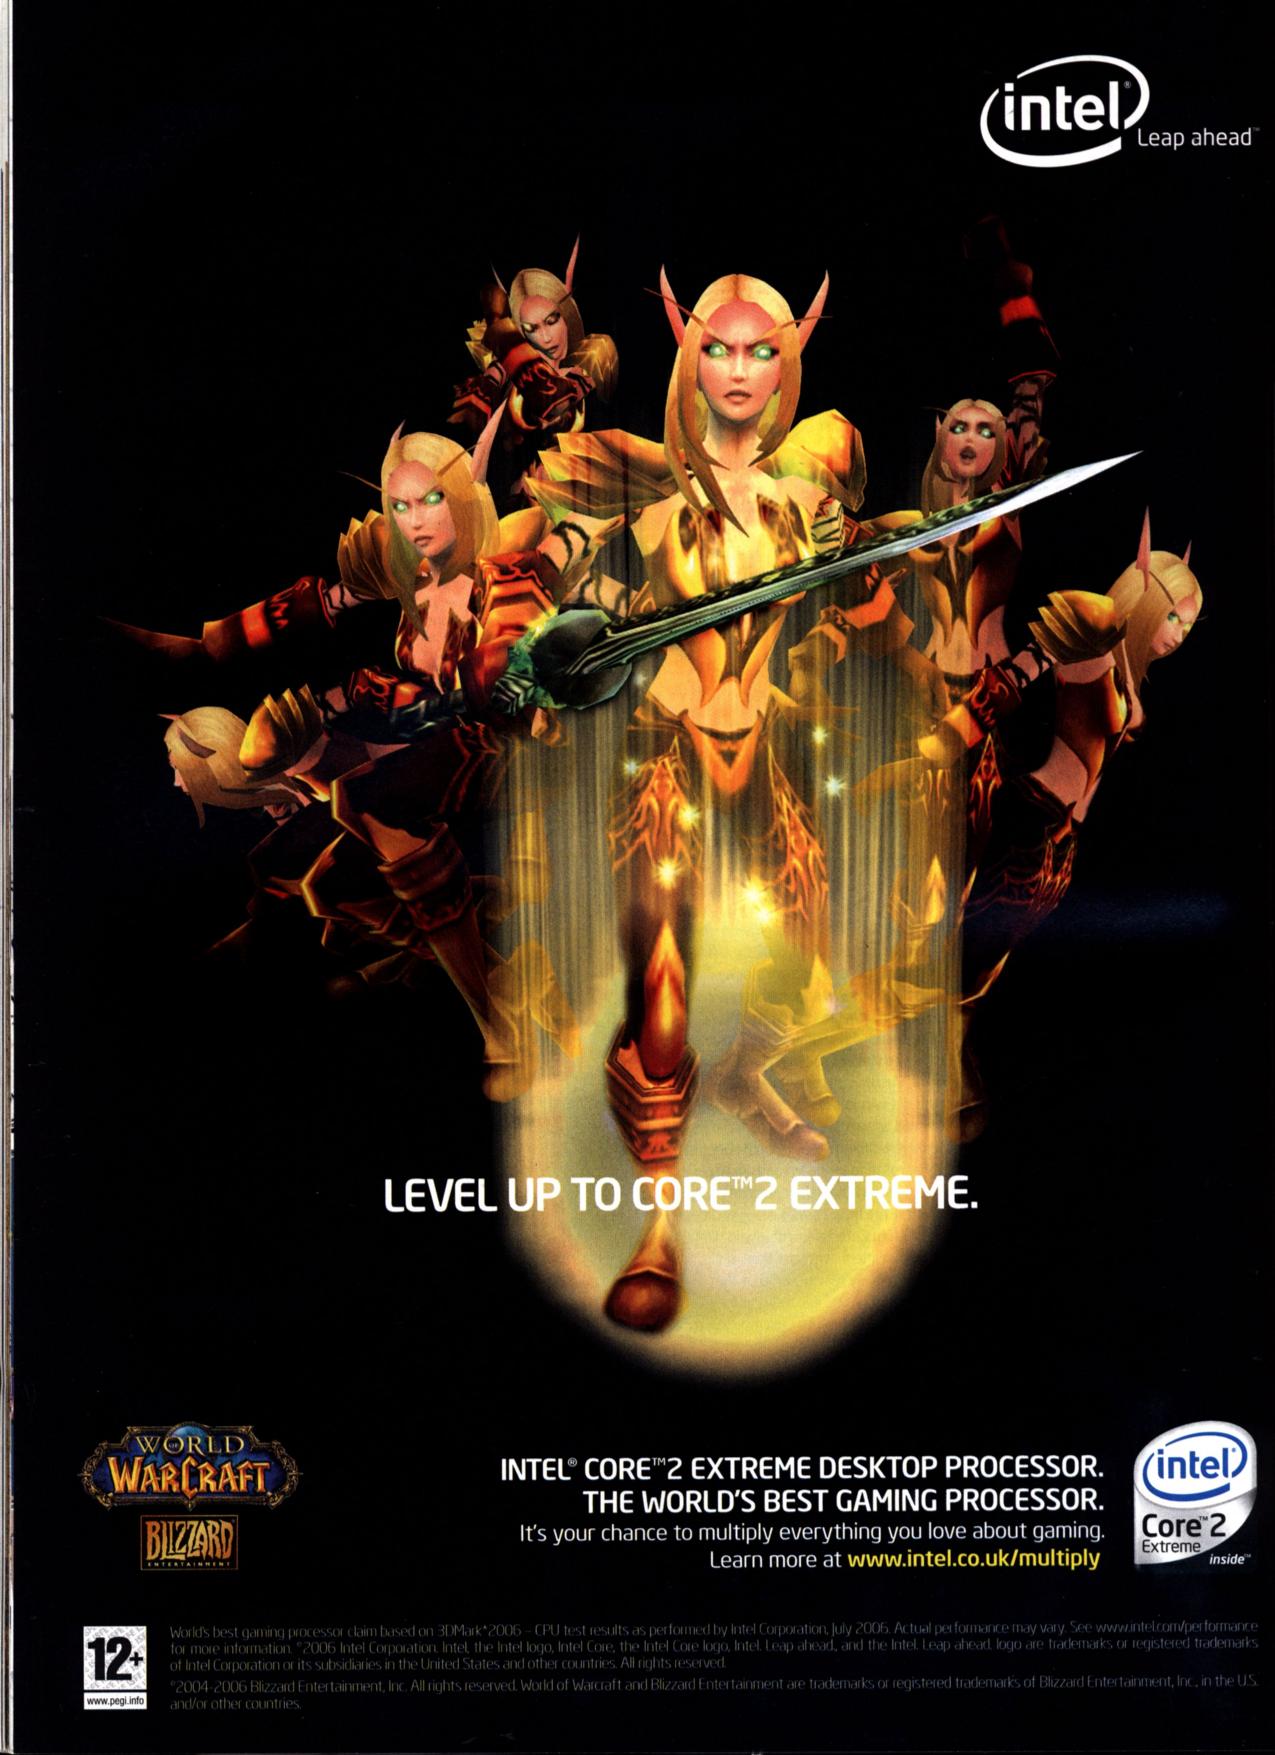 intel®
Leap ahead™
LEVEL UP TO CORE™2 EXTREME.
WORLD
OF
WARCRAFT
BLIZZARD
ENTERTAINMENT
INTEL® CORE™2 EXTREME DESKTOP PROCESSOR.
THE WORLD'S BEST GAMING PROCESSOR.
It's your chance to multiply everything you love about gaming.
Learn more at www.intel.co.uk/multiply
intel®
Core™2
Extreme
inside™
12+
www.pegi.info
World's best gaming processor claim based on 3DMark*2006 – CPU test results as performed by Intel Corporation, July 2006. Actual performance may vary. See www.intel.com/performance
for more information. ©2006 Intel Corporation. Intel, the Intel logo, Intel Core, the Intel Core logo, Intel. Leap ahead., and the Intel. Leap ahead. logo are trademarks or registered trademarks
of Intel Corporation or its subsidiaries in the United States and other countries. All rights reserved.
©2004-2006 Blizzard Entertainment, Inc. All rights reserved. World of Warcraft and Blizzard Entertainment are trademarks or registered trademarks of Blizzard Entertainment, Inc., in the U.S.
and/or other countries.